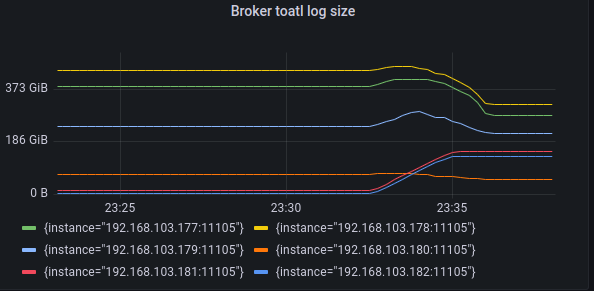 Broker toatl log size
373 GiB
186 GiB
0 B
23:25 23:30 23:35
{instance="192.168.103.177:11105"} {instance="192.168.103.178:11105"}
{instance="192.168.103.179:11105"} {instance="192.168.103.180:11105"}
{instance="192.168.103.181:11105"} {instance="192.168.103.182:11105"}